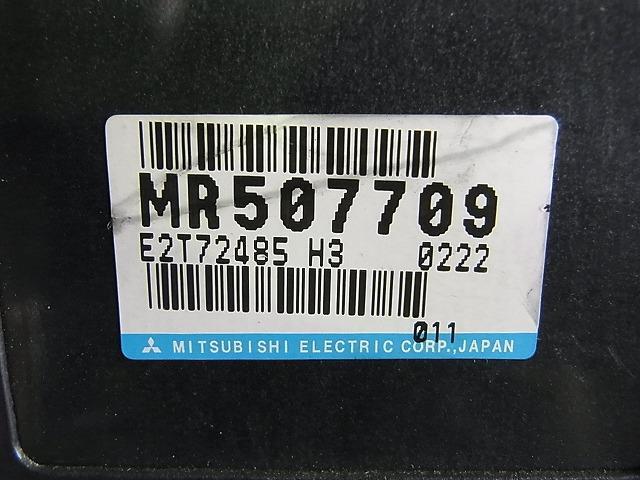 MR507709
E2T72485 H3 0222
011
MITSUBISHI ELECTRIC CORP.,JAPAN